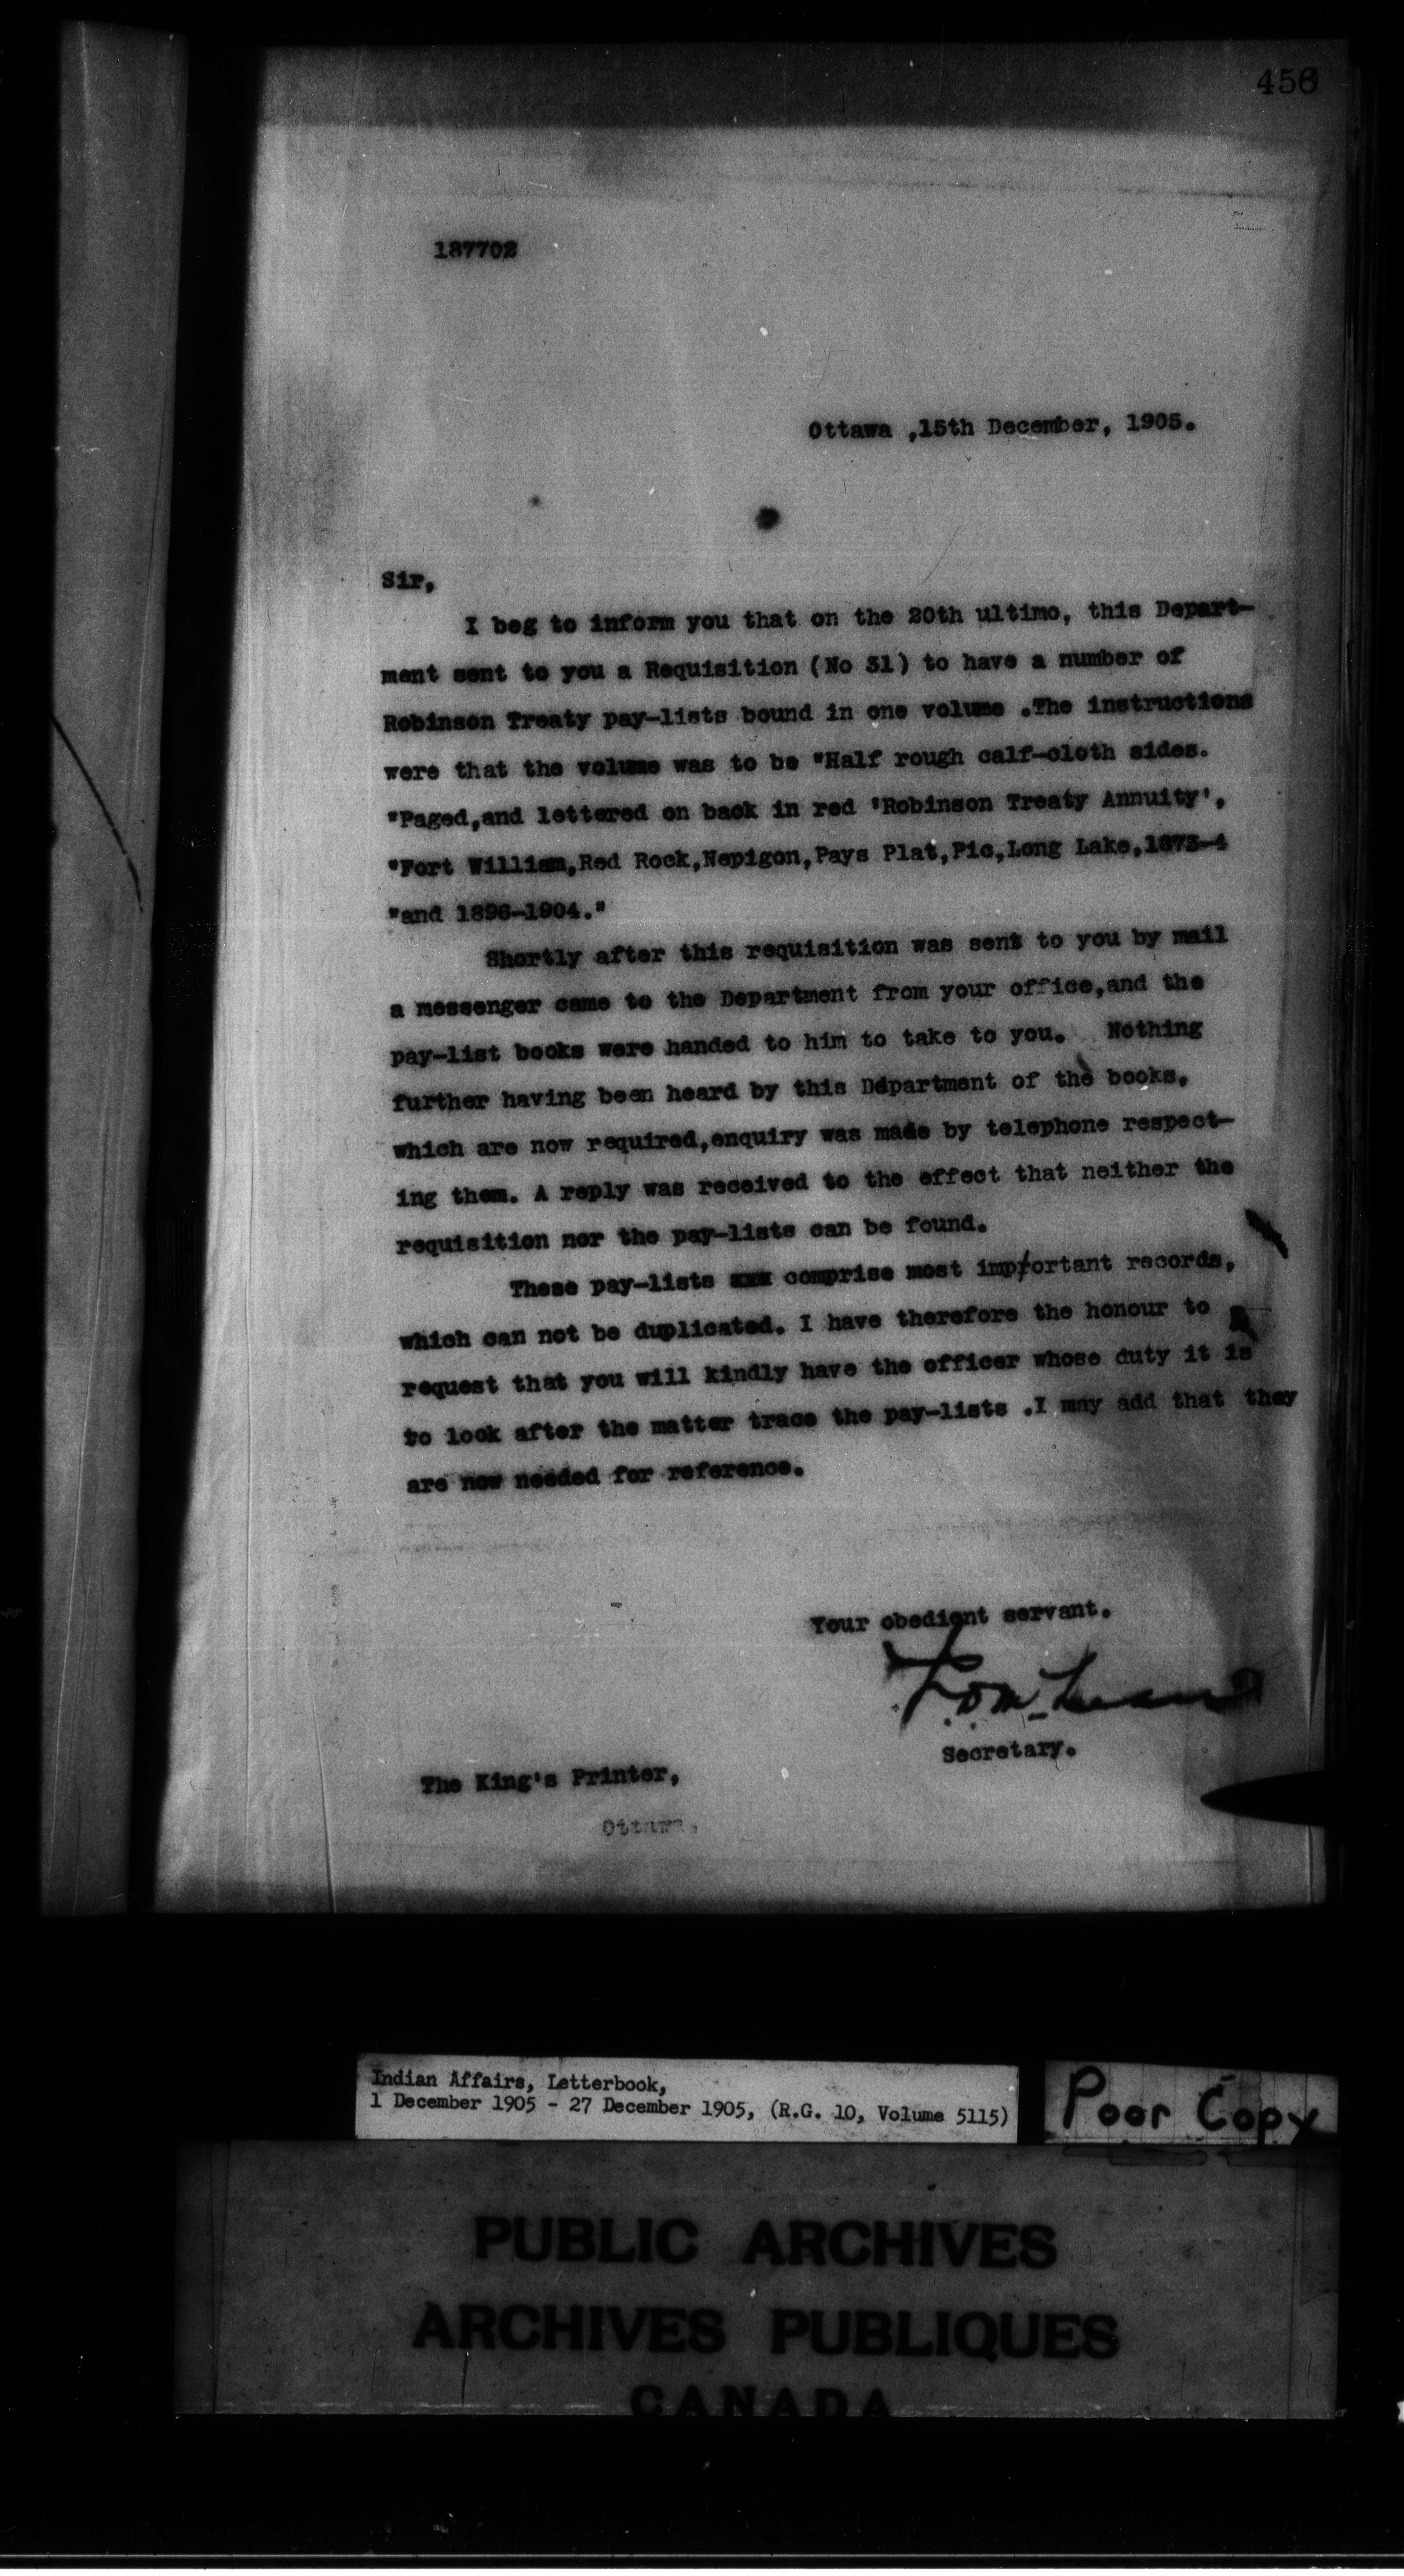 456
187702
Ottawa ,15th December, 1905.
Sir,
I beg to inform you that on the 20th ultimo, this Depart-
ment sent to you a Requisition (No 31) to have a number of
Robinson Treaty pay-lists bound in one volume .The instructions
were that the volume was to be "Half rough calf-cloth sides.
"Paged,and lettered on back in red 'Robinson Treaty Annuity',
"Fort William,Red Rock,Nepigon,Pays Plat,Pic,Long Lake,1873-4
"and 1896-1904."
Shortly after this requisition was sent to you by mail
a messenger came to the Department from your office,and the
pay-list books were handed to him to take to you. Nothing
further having been heard by this Department of the books,
which are now required,enquiry was made by telephone respect-
ing them. A reply was received to the effect that neither the
requisition nor the pay-lists can be found.
These pay-lists comprise most important records,
which can not be duplicated. I have therefore the honour to
request that you will kindly have the officer whose duty it is
to look after the matter trace the pay-lists .I may add that they
are now needed for reference.
Your obedient servant.
Secretary.
The King's Printer,
Ottawa.
Indian Affairs, Letterbook,
1 December 1905 - 27 December 1905, (R.G. 10, Volume 5115)
Poor Copy
PUBLIC ARCHIVES
ARCHIVES PUBLIQUES
CANADA